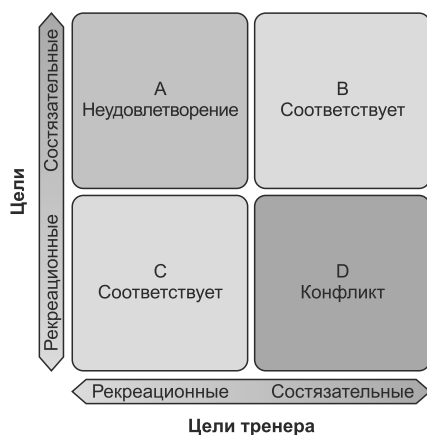 Цели
Состязательные
Рекреационные
A
Неудовлетворение
B
Соответствует
C
Соответствует
D
Конфликт
Рекреационные
Состязательные
Цели тренера